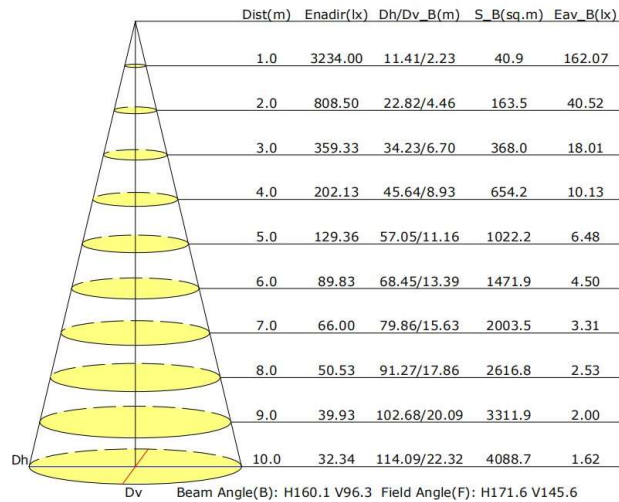 Dist(m) Enadir(lx) Dh/Dv_B(m) S_B(sq.m) Eav_B(lx)
1.0 3234.00 11.41/2.23 40.9 162.07
2.0 808.50 22.82/4.46 163.5 40.52
3.0 359.33 34.23/6.70 368.0 18.01
4.0 202.13 45.64/8.93 654.2 10.13
5.0 129.36 57.05/11.16 1022.2 6.48
6.0 89.83 68.45/13.39 1471.9 4.50
7.0 66.00 79.86/15.63 2003.5 3.31
8.0 50.53 91.27/17.86 2616.8 2.53
9.0 39.93 102.68/20.09 3311.9 2.00
Dh 10.0 32.34 114.09/22.32 4088.7 1.62
Dv Beam Angle(B): H160.1 V96.3 Field Angle(F): H171.6 V145.6